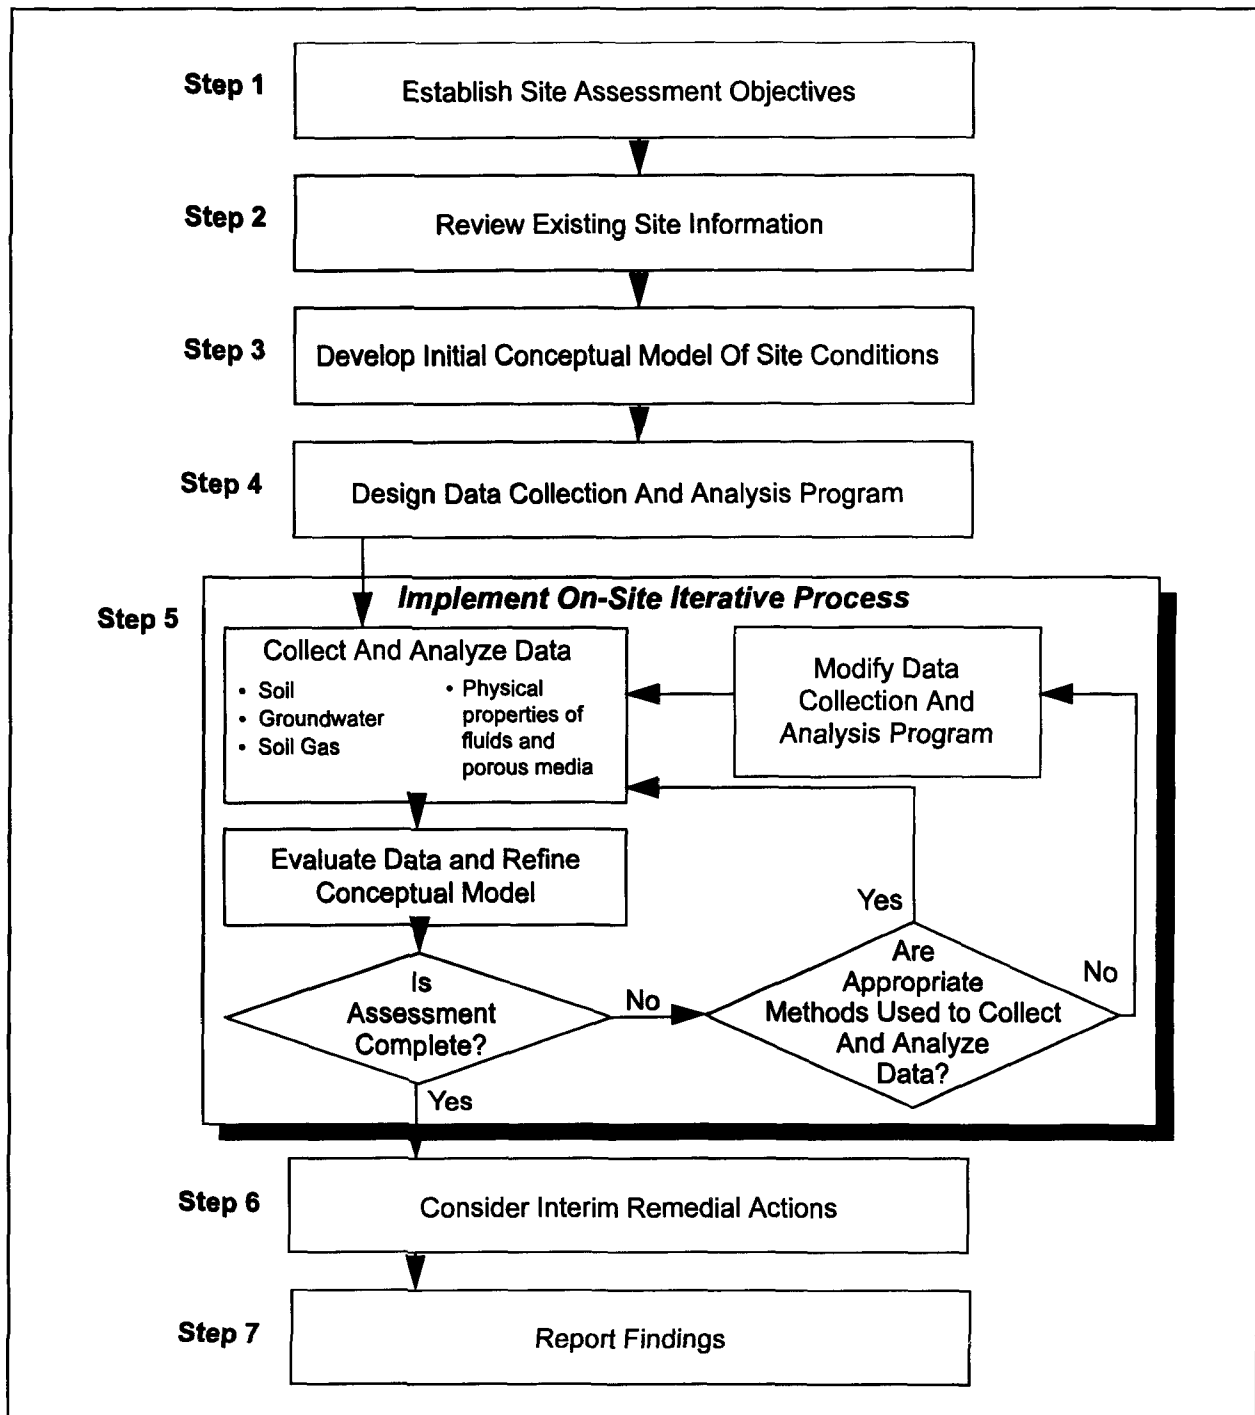 Step 1
Establish Site Assessment Objectives
Step 2
Review Existing Site Information
Step 3
Develop Initial Conceptual Model Of Site Conditions
Step 4
Design Data Collection And Analysis Program
Step 5
Implement On-Site Iterative Process
Collect And Analyze Data
• Soil
• Groundwater
• Soil Gas
• Physical
properties of
fluids and
porous media
Modify Data
Collection And
Analysis Program
Evaluate Data and Refine
Conceptual Model
Is
Assessment
Complete?
No
Yes
Are
Appropriate
Methods Used to Collect
And Analyze
Data?
Yes
No
Step 6
Consider Interim Remedial Actions
Step 7
Report Findings